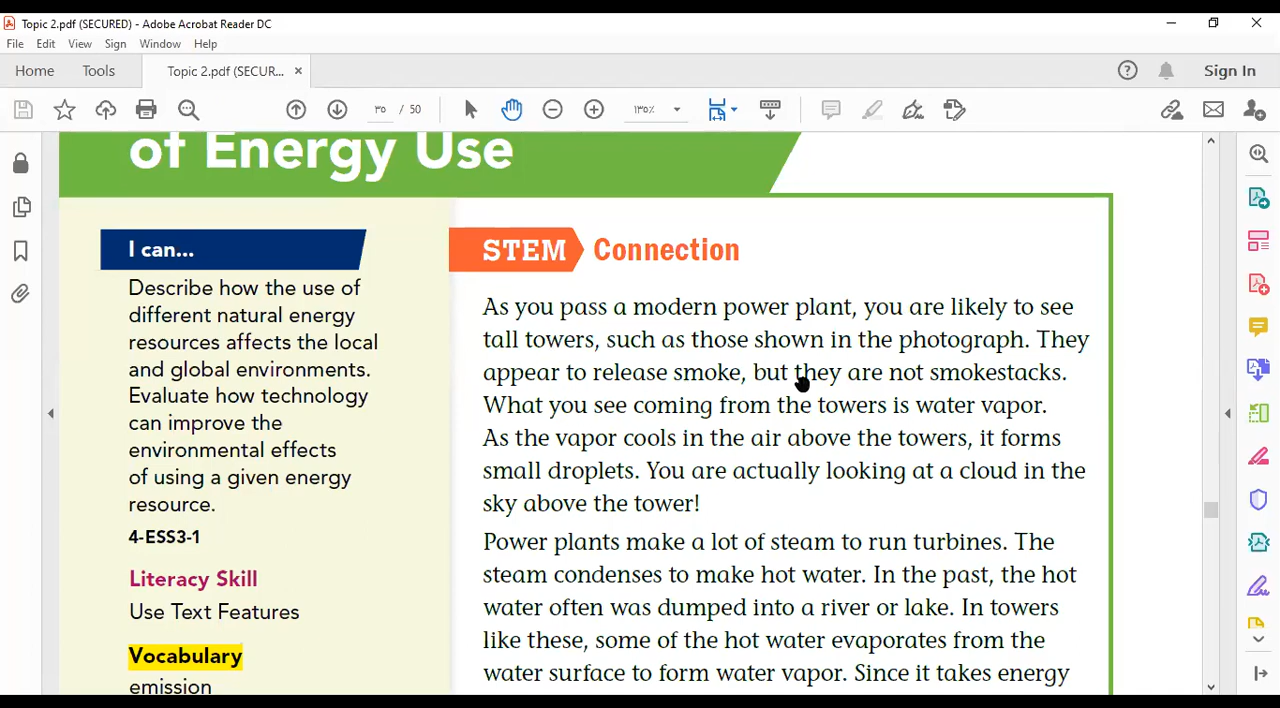 Topic 2.pdf (SECURED) - Adobe Acrobat Reader DC
File Edit View Sign Window Help
Home Tools Topic 2.pdf (SECUR... × Sign In
٣٥ / 50 ١٣٥٪
of Energy Use
I can...
Describe how the use of
different natural energy
resources affects the local
and global environments.
Evaluate how technology
can improve the
environmental effects
of using a given energy
resource.
4-ESS3-1
Literacy Skill
Use Text Features
Vocabulary
emission
STEM Connection
As you pass a modern power plant, you are likely to see
tall towers, such as those shown in the photograph. They
appear to release smoke, but they are not smokestacks.
What you see coming from the towers is water vapor.
As the vapor cools in the air above the towers, it forms
small droplets. You are actually looking at a cloud in the
sky above the tower!
Power plants make a lot of steam to run turbines. The
steam condenses to make hot water. In the past, the hot
water often was dumped into a river or lake. In towers
like these, some of the hot water evaporates from the
water surface to form water vapor. Since it takes energy